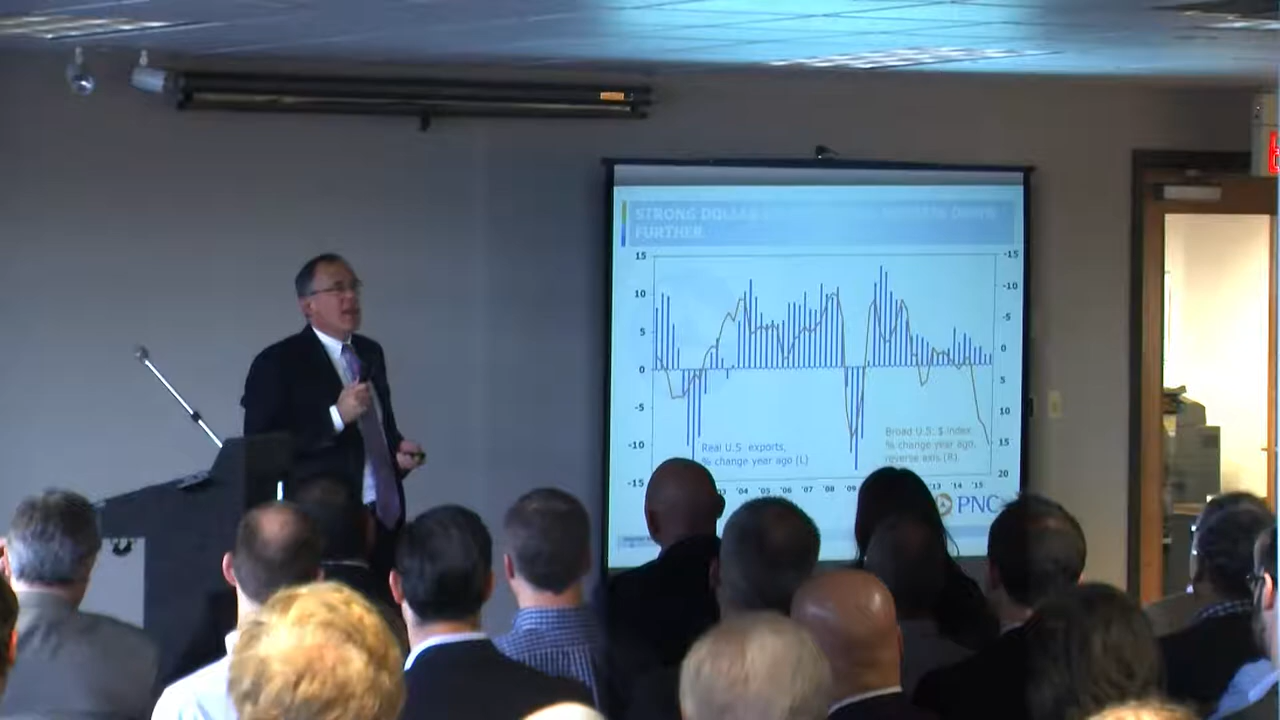 STRONG DOLLAR
FURTHER
15 -15
10 -10
5 -5
0 0
-5 5
10
-10 15
-15 20
Real U.S. exports,
% change year ago (L)
Broad U.S. $ index,
% change year ago,
reverse axis (R)
'04 '05 '06 '07 '08 '09 '13 '14 '15
PNC